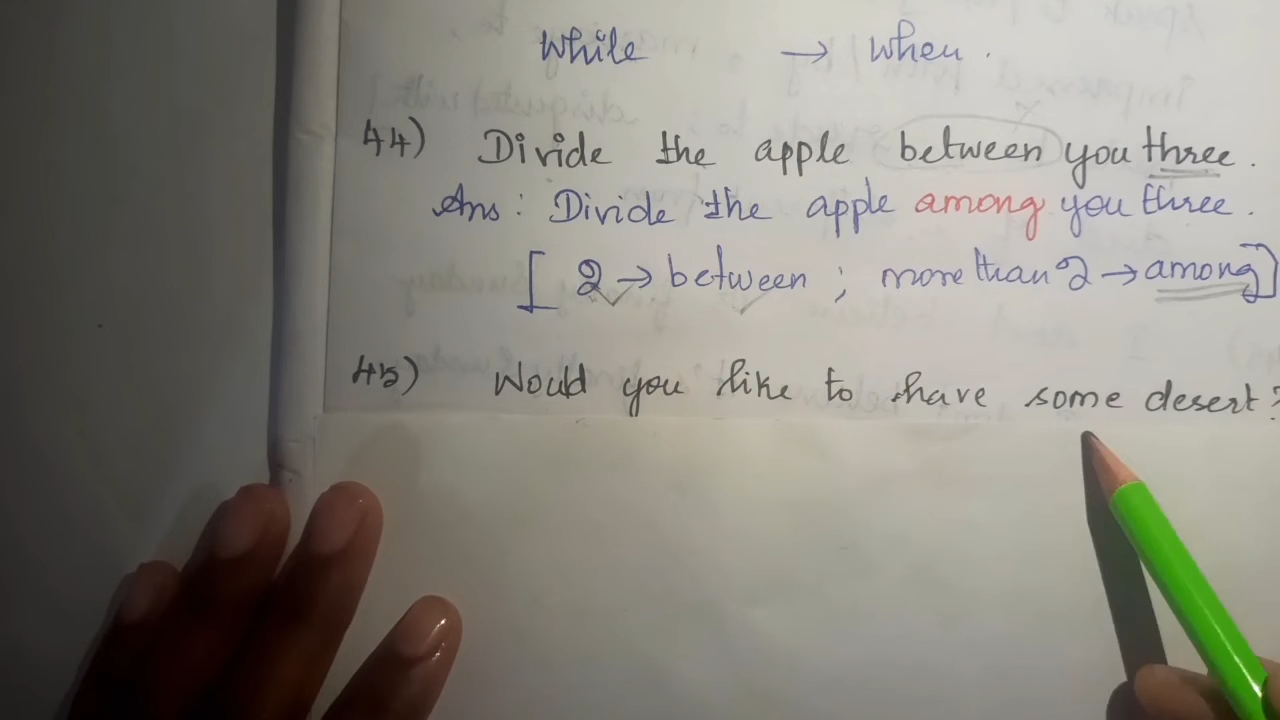 while → when.
44) Divide the apple between you three.
Ans: Divide the apple among you three.
[2 → between ; more than 2 → among]
45) Would you like to have some desert?